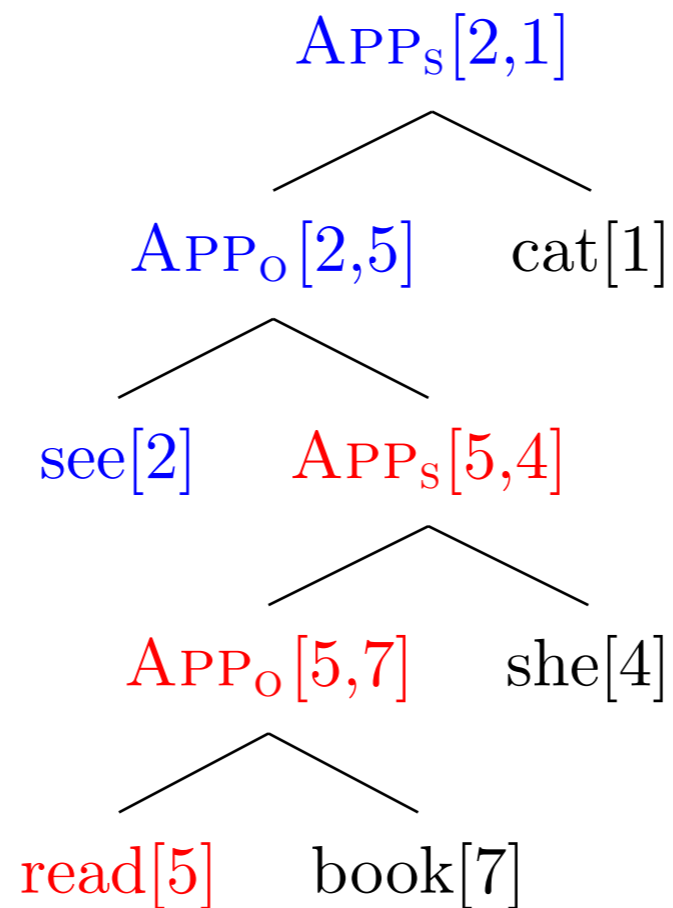 APPS[2,1]
APPO[2,5] cat[1]
see[2] APPS[5,4]
APPO[5,7] she[4]
read[5] book[7]